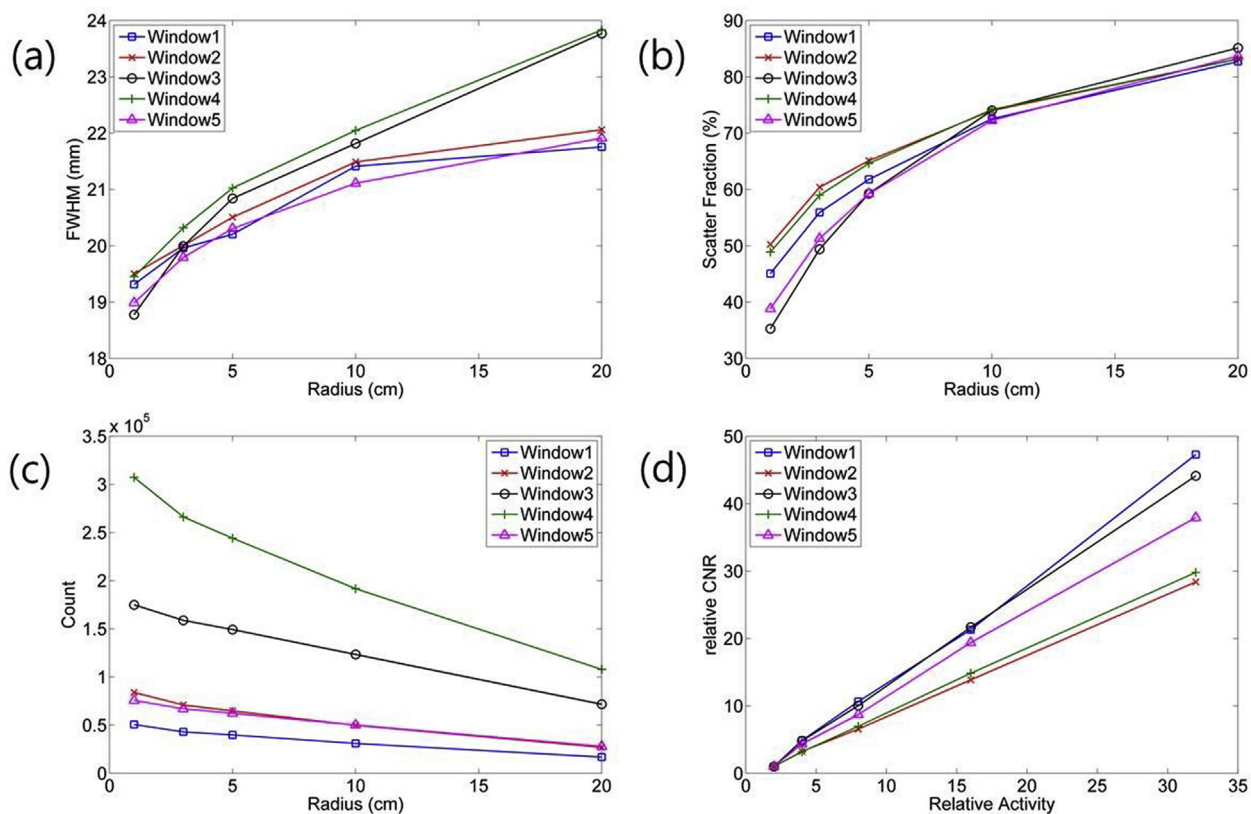 (a)
24
23
22
21
20
19
18
FWHM (mm)
Window1
Window2
Window3
Window4
Window5
0 5 10 15 20
Radius (cm)
(b)
90
80
70
60
50
40
30
Scatter Fraction (%)
Window1
Window2
Window3
Window4
Window5
0 5 10 15 20
Radius (cm)
(c)
x 10^5
3.5
3
2.5
2
1.5
1
0.5
0
Count
Window1
Window2
Window3
Window4
Window5
0 5 10 15 20
Radius (cm)
(d)
50
40
30
20
10
0
relative CNR
Window1
Window2
Window3
Window4
Window5
0 5 10 15 20 25 30 35
Relative Activity